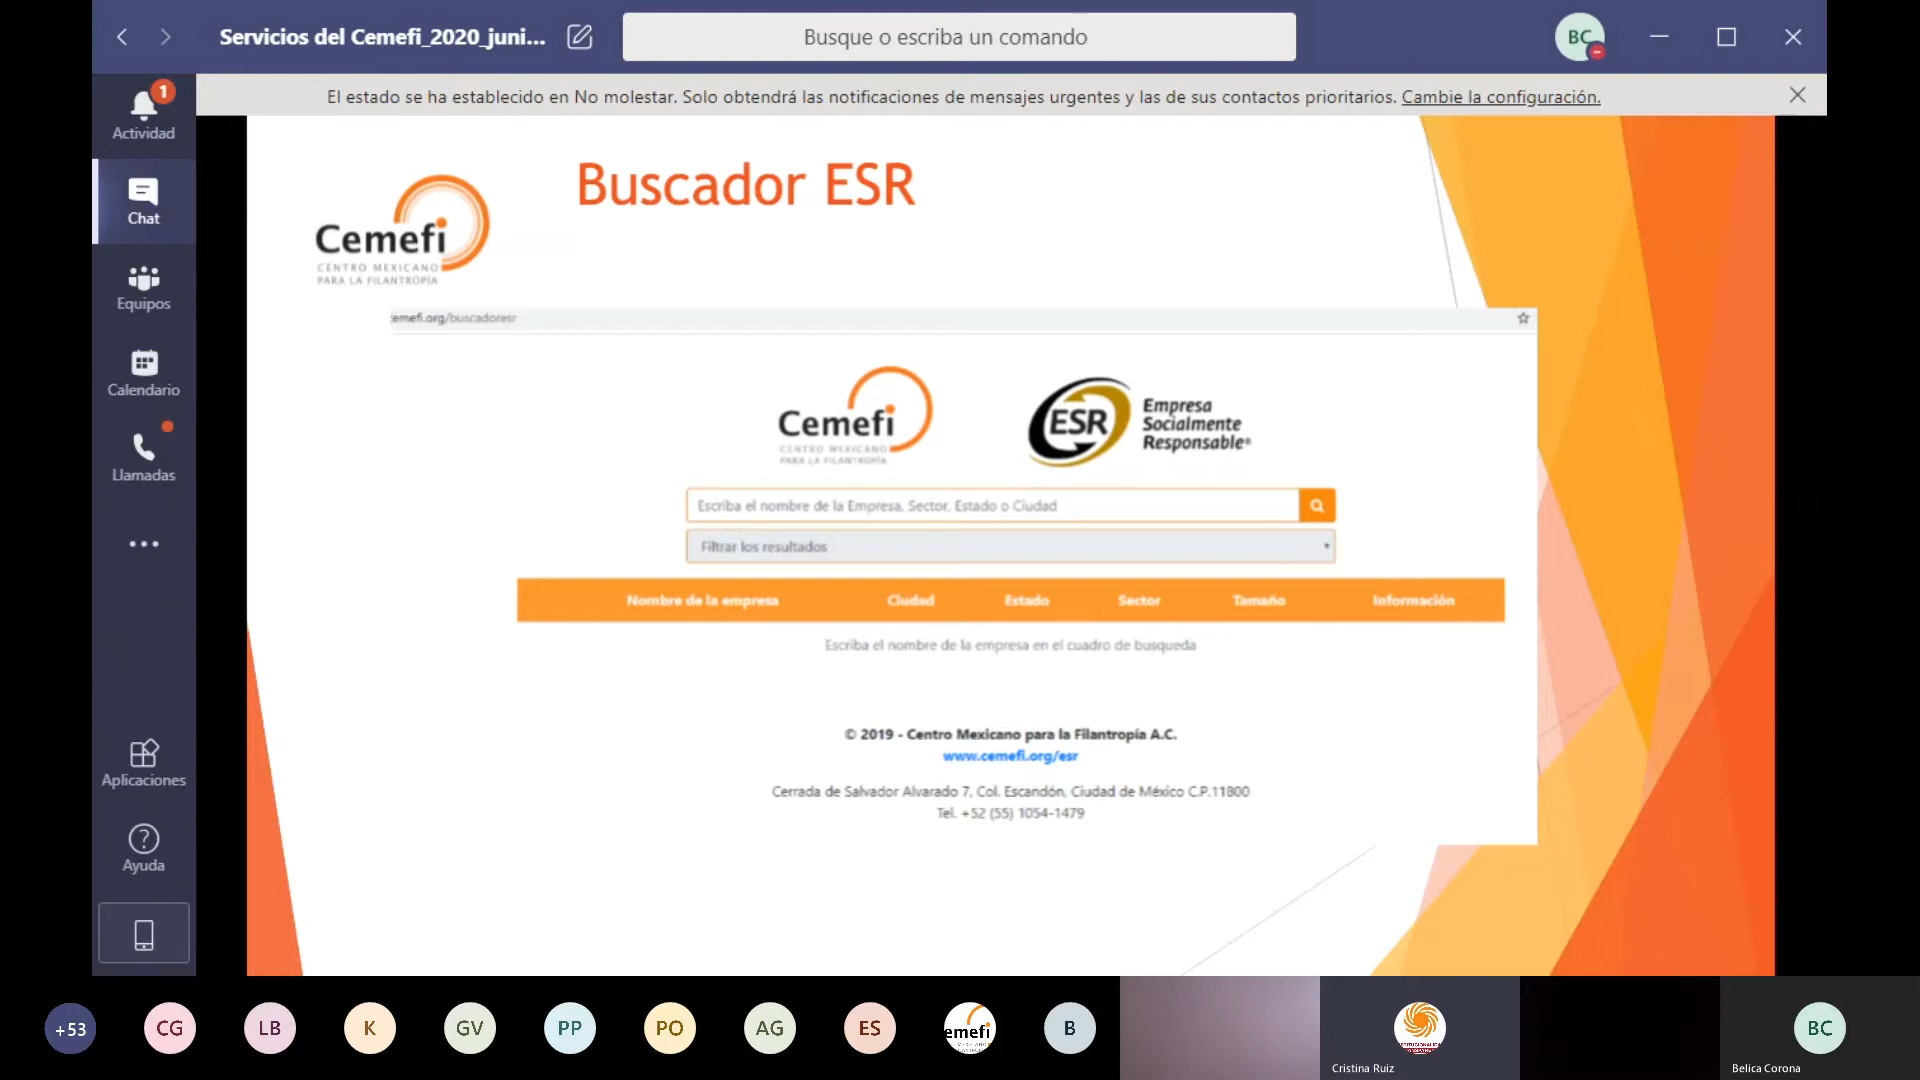 Servicios del Cemefi_2020_juni...
Busque o escriba un comando
BC
1
Actividad
El estado se ha establecido en No molestar. Solo obtendrá las notificaciones de mensajes urgentes y las de sus contactos prioritarios. Cambie la configuración.
Chat
Equipos
Calendario
Llamadas
Aplicaciones
Ayuda
Buscador ESR
Cemefi
CENTRO MEXICANO
PARA LA FILANTROPÍA
cemefi.org/buscadoresr
Cemefi
CENTRO MEXICANO
PARA LA FILANTROPÍA
ESR
Empresa
Socialmente
Responsable®
Escriba el nombre de la Empresa, Sector, Estado o Ciudad
Filtrar los resultados
Nombre de la empresa Ciudad Estado Sector Tamaño Información
Escriba el nombre de la empresa en el cuadro de busqueda
© 2019 - Centro Mexicano para la Filantropía A.C.
www.cemefi.org/esr
Cerrada de Salvador Alvarado 7, Col. Escandón, Ciudad de México C.P.11800
Tel. +52 (55) 1054-1479
+53 CG LB K GV PP PO AG ES emefi B BC
Cristina Ruiz
Belica Corona